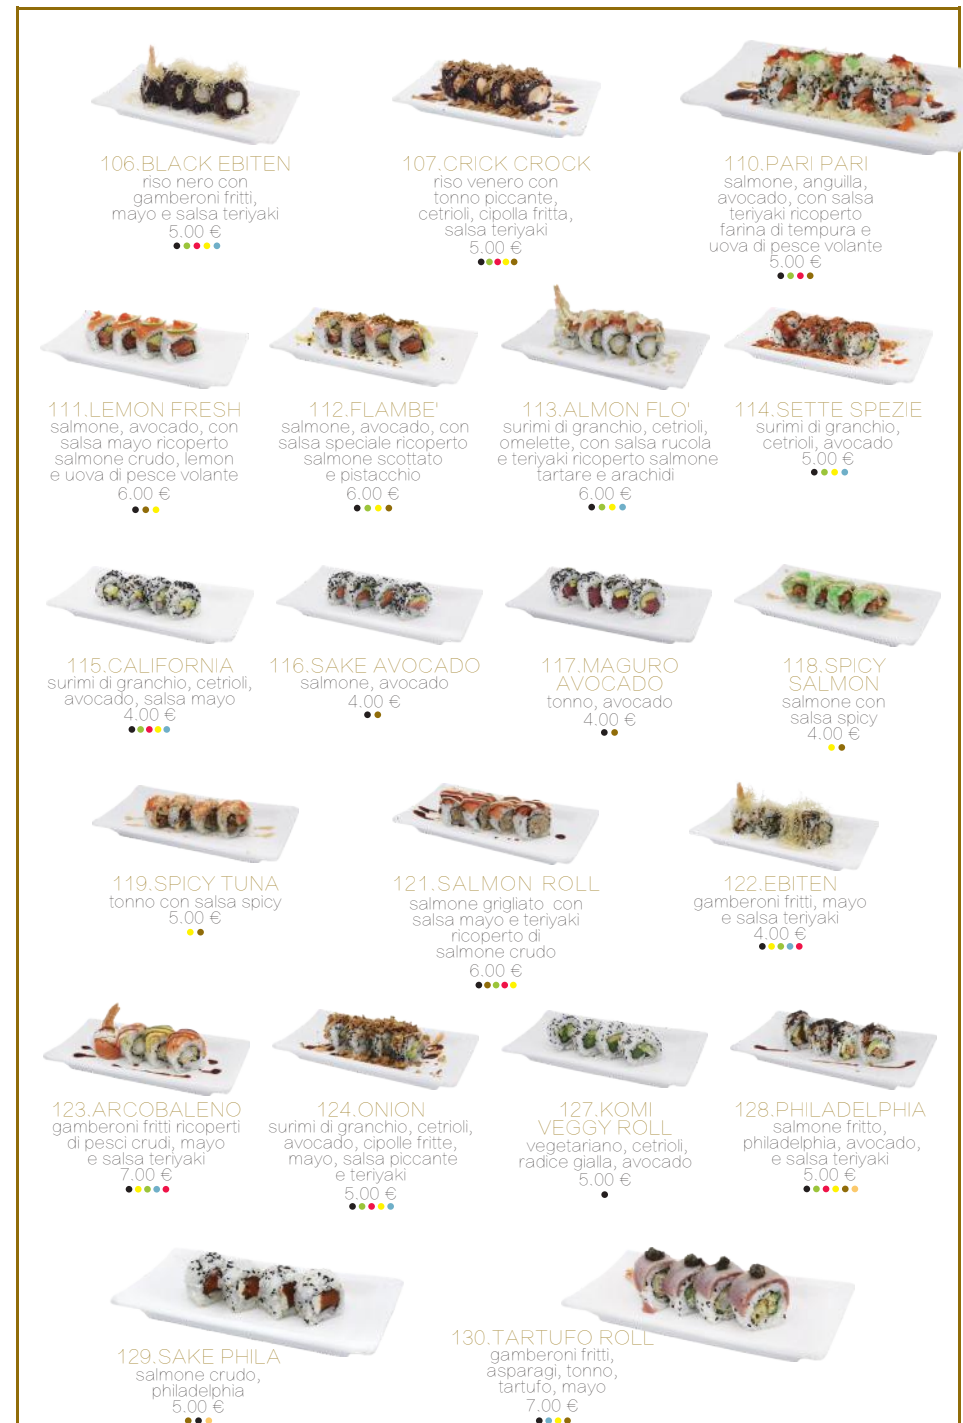 106.BLACK EBITEN
riso nero con
gamberoni fritti,
mayo e salsa teriyaki
5.00 €
107.CRICK CROCK
riso venero con
tonno piccante,
cetrioli, cipolla fritta,
salsa teriyaki
5.00 €
110.PARI PARI
salmone, anguilla,
avocado, con salsa
teriyaki ricoperto
farina di tempura e
uova di pesce volante
5.00 €
111.LEMON FRESH
salmone, avocado, con
salsa mayo ricoperto
salmone crudo, lemon
e uova di pesce volante
6.00 €
112.FLAMBE'
salmone, avocado, con
salsa speciale ricoperto
salmone scottato
e pistacchio
6.00 €
113.ALMON FLO'
surimi di granchio, cetrioli,
omelette, con salsa rucola
e teriyaki ricoperto salmone
tartare e arachidi
6.00 €
114.SETTE SPEZIE
surimi di granchio,
cetrioli, avocado
5.00 €
115.CALIFORNIA
surimi di granchio, cetrioli,
avocado, salsa mayo
4.00 €
116.SAKE AVOCADO
salmone, avocado
4.00 €
117.MAGURO
AVOCADO
tonno, avocado
4.00 €
118.SPICY
SALMON
salmone con
salsa spicy
4.00 €
119.SPICY TUNA
tonno con salsa spicy
5.00 €
121.SALMON ROLL
salmone grigliato con
salsa mayo e teriyaki
ricoperto di
salmone crudo
6.00 €
122.EBITEN
gamberoni fritti, mayo
e salsa teriyaki
4.00 €
123.ARCOBALENO
gamberoni fritti ricoperti
di pesci crudi, mayo
e salsa teriyaki
7.00 €
124.ONION
surimi di granchio, cetrioli,
avocado, cipolle fritte,
mayo, salsa piccante
e teriyaki
5.00 €
127.KOMI
VEGGY ROLL
vegetariano, cetrioli,
radice gialla, avocado
5.00 €
128.PHILADELPHIA
salmone fritto,
philadelphia, avocado,
e salsa teriyaki
5.00 €
129.SAKE PHILA
salmone crudo,
philadelphia
5.00 €
130.TARTUFO ROLL
gamberoni fritti,
asparagi, tonno,
tartufo, mayo
7.00 €